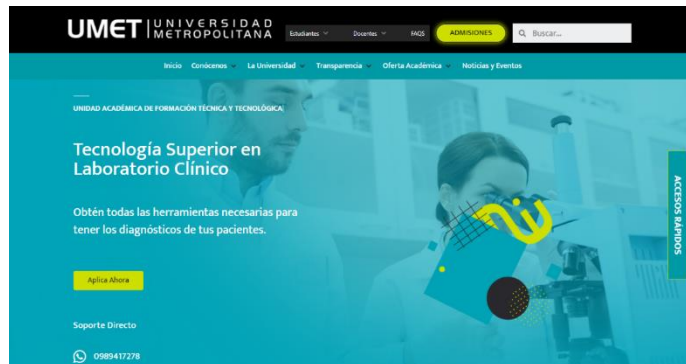 UMET UNIVERSIDAD
METROPOLITANA
Estudiantes
Docentes
FAQS
ADMISIONES
Buscar...
Inicio
Conócenos
La Universidad
Transparencia
Oferta Académica
Noticias y Eventos
UNIDAD ACADÉMICA DE FORMACIÓN TÉCNICA Y TECNOLÓGICA
Tecnología Superior en
Laboratorio Clínico
Obtén todas las herramientas necesarias para
tener los diagnósticos de tus pacientes.
Aplica Ahora
Soporte Directo
0989417278
ACCESOS RÁPIDOS